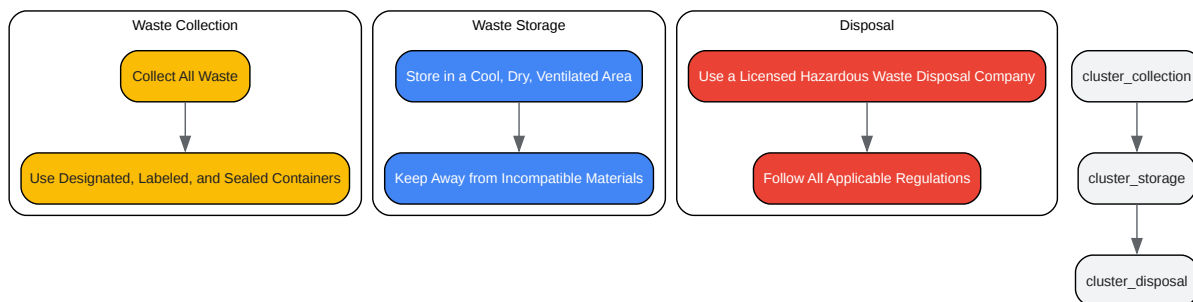 Waste Collection
Collect All Waste
Use Designated, Labeled, and Sealed Containers
Waste Storage
Store in a Cool, Dry, Ventilated Area
Keep Away from Incompatible Materials
Disposal
Use a Licensed Hazardous Waste Disposal Company
Follow All Applicable Regulations
cluster_collection
cluster_storage
cluster_disposal